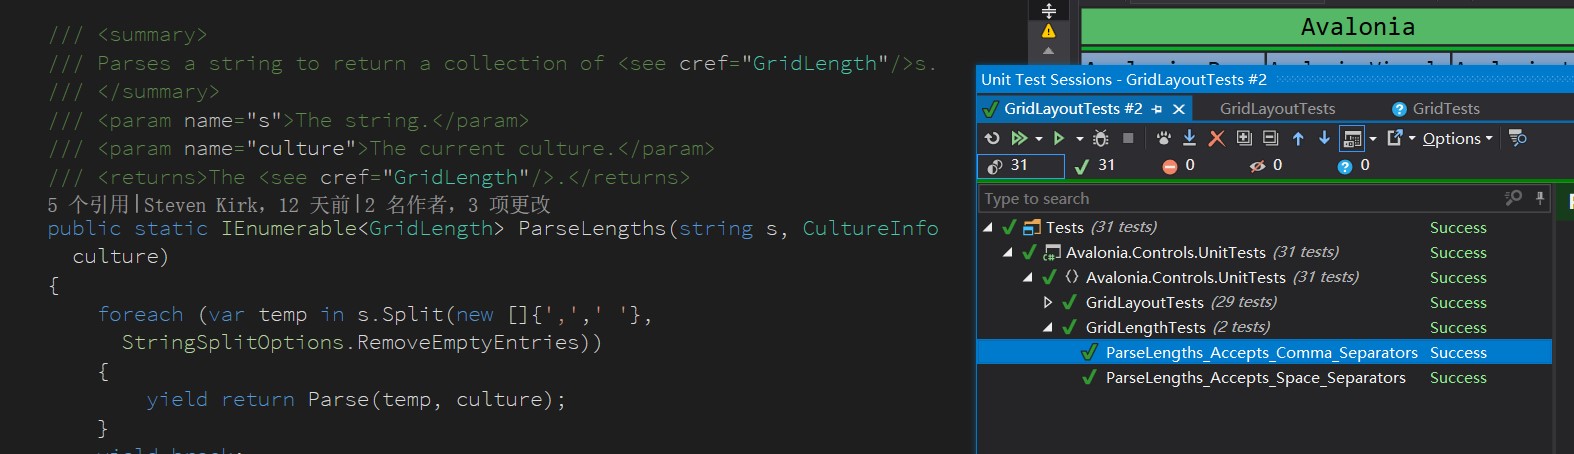 /// <summary>
/// Parses a string to return a collection of <see cref="GridLength"/>s.
/// </summary>
/// <param name="s">The string.</param>
/// <param name="culture">The current culture.</param>
/// <returns>The <see cref="GridLength"/>.</returns>
5 个引用|Steven Kirk, 12 天前|2 名作者, 3 项更改
public static IEnumerable<GridLength> ParseLengths(string s, CultureInfo
culture)
{
foreach (var temp in s.Split(new []{',',' '},
StringSplitOptions.RemoveEmptyEntries))
{
yield return Parse(temp, culture);
}
Avalonia
Unit Test Sessions - GridLayoutTests #2
GridLayoutTests #2
GridLayoutTests
GridTests
Options
31
31
0
0
0
Type to search
Tests (31 tests) Success
Avalonia.Controls.UnitTests (31 tests) Success
Avalonia.Controls.UnitTests (31 tests) Success
GridLayoutTests (29 tests) Success
GridLengthTests (2 tests) Success
ParseLengths_Accepts_Comma_Separators Success
ParseLengths_Accepts_Space_Separators Success